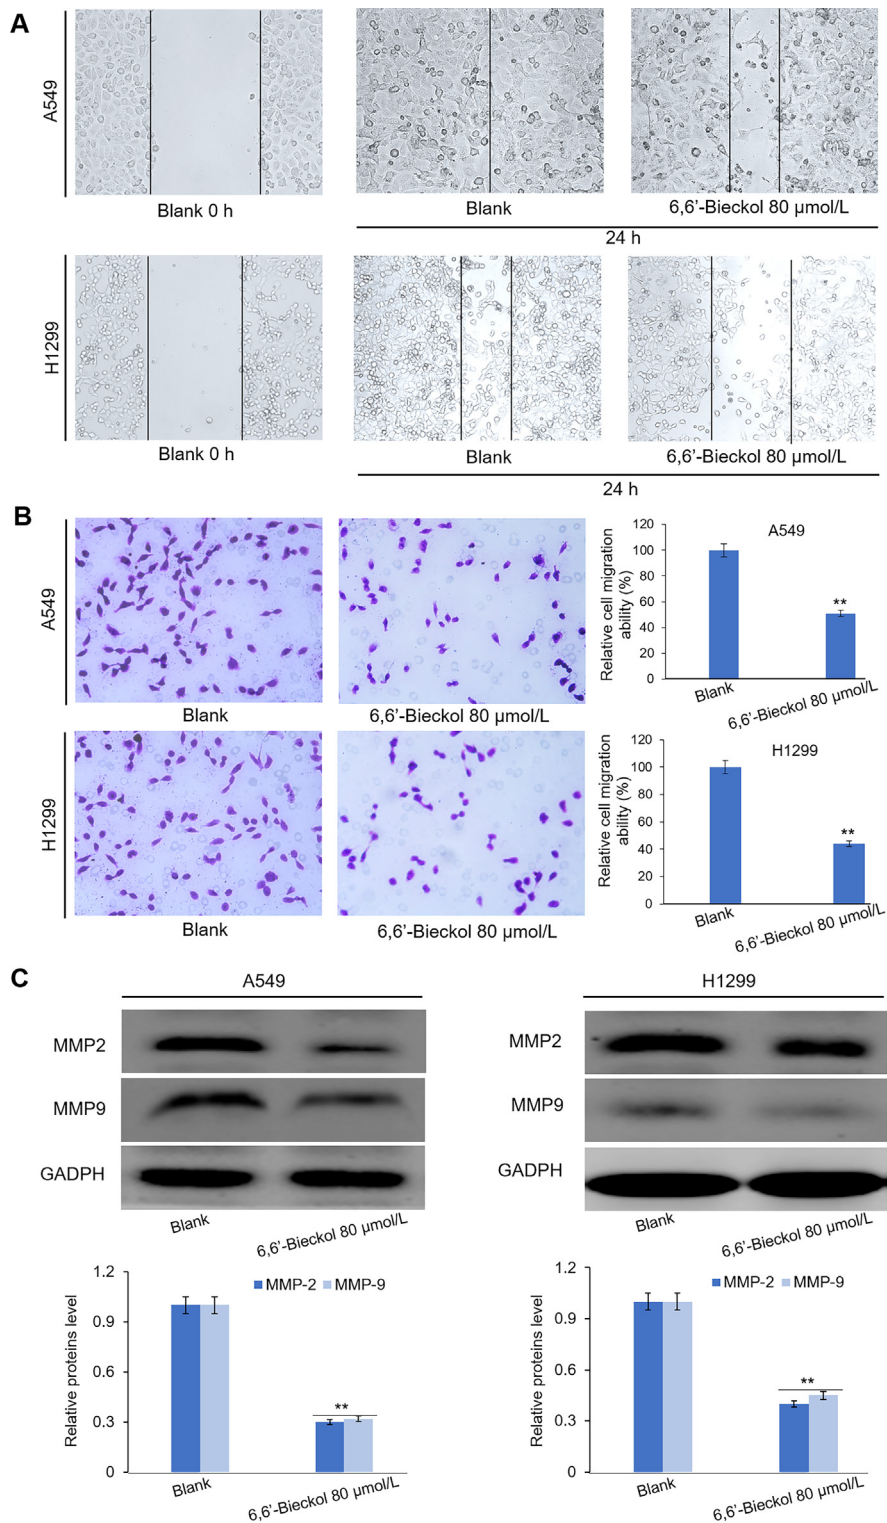 A
A549
Blank 0 h
Blank
6,6’-Bieckol 80 μmol/L
24 h
H1299
Blank 0 h
Blank
6,6’-Bieckol 80 μmol/L
24 h
B
A549
Blank
6,6’-Bieckol 80 μmol/L
Relative cell migration
ability (%)
A549
120
100
80
60
40
20
0
**
Blank
6,6’-Bieckol 80 μmol/L
H1299
Blank
6,6’-Bieckol 80 μmol/L
Relative cell migration
ability (%)
H1299
120
100
80
60
40
20
0
**
Blank
6,6’-Bieckol 80 μmol/L
C
A549
MMP2
MMP9
GADPH
Blank
6,6’-Bieckol 80 μmol/L
H1299
MMP2
MMP9
GADPH
Blank
6,6’-Bieckol 80 μmol/L
Relative proteins level
1.2
0.9
0.6
0.3
0
MMP-2 MMP-9
**
Blank
6,6’-Bieckol 80 μmol/L
Relative proteins level
1.2
0.9
0.6
0.3
0
MMP-2 MMP-9
**
Blank
6,6’-Bieckol 80 μmol/L